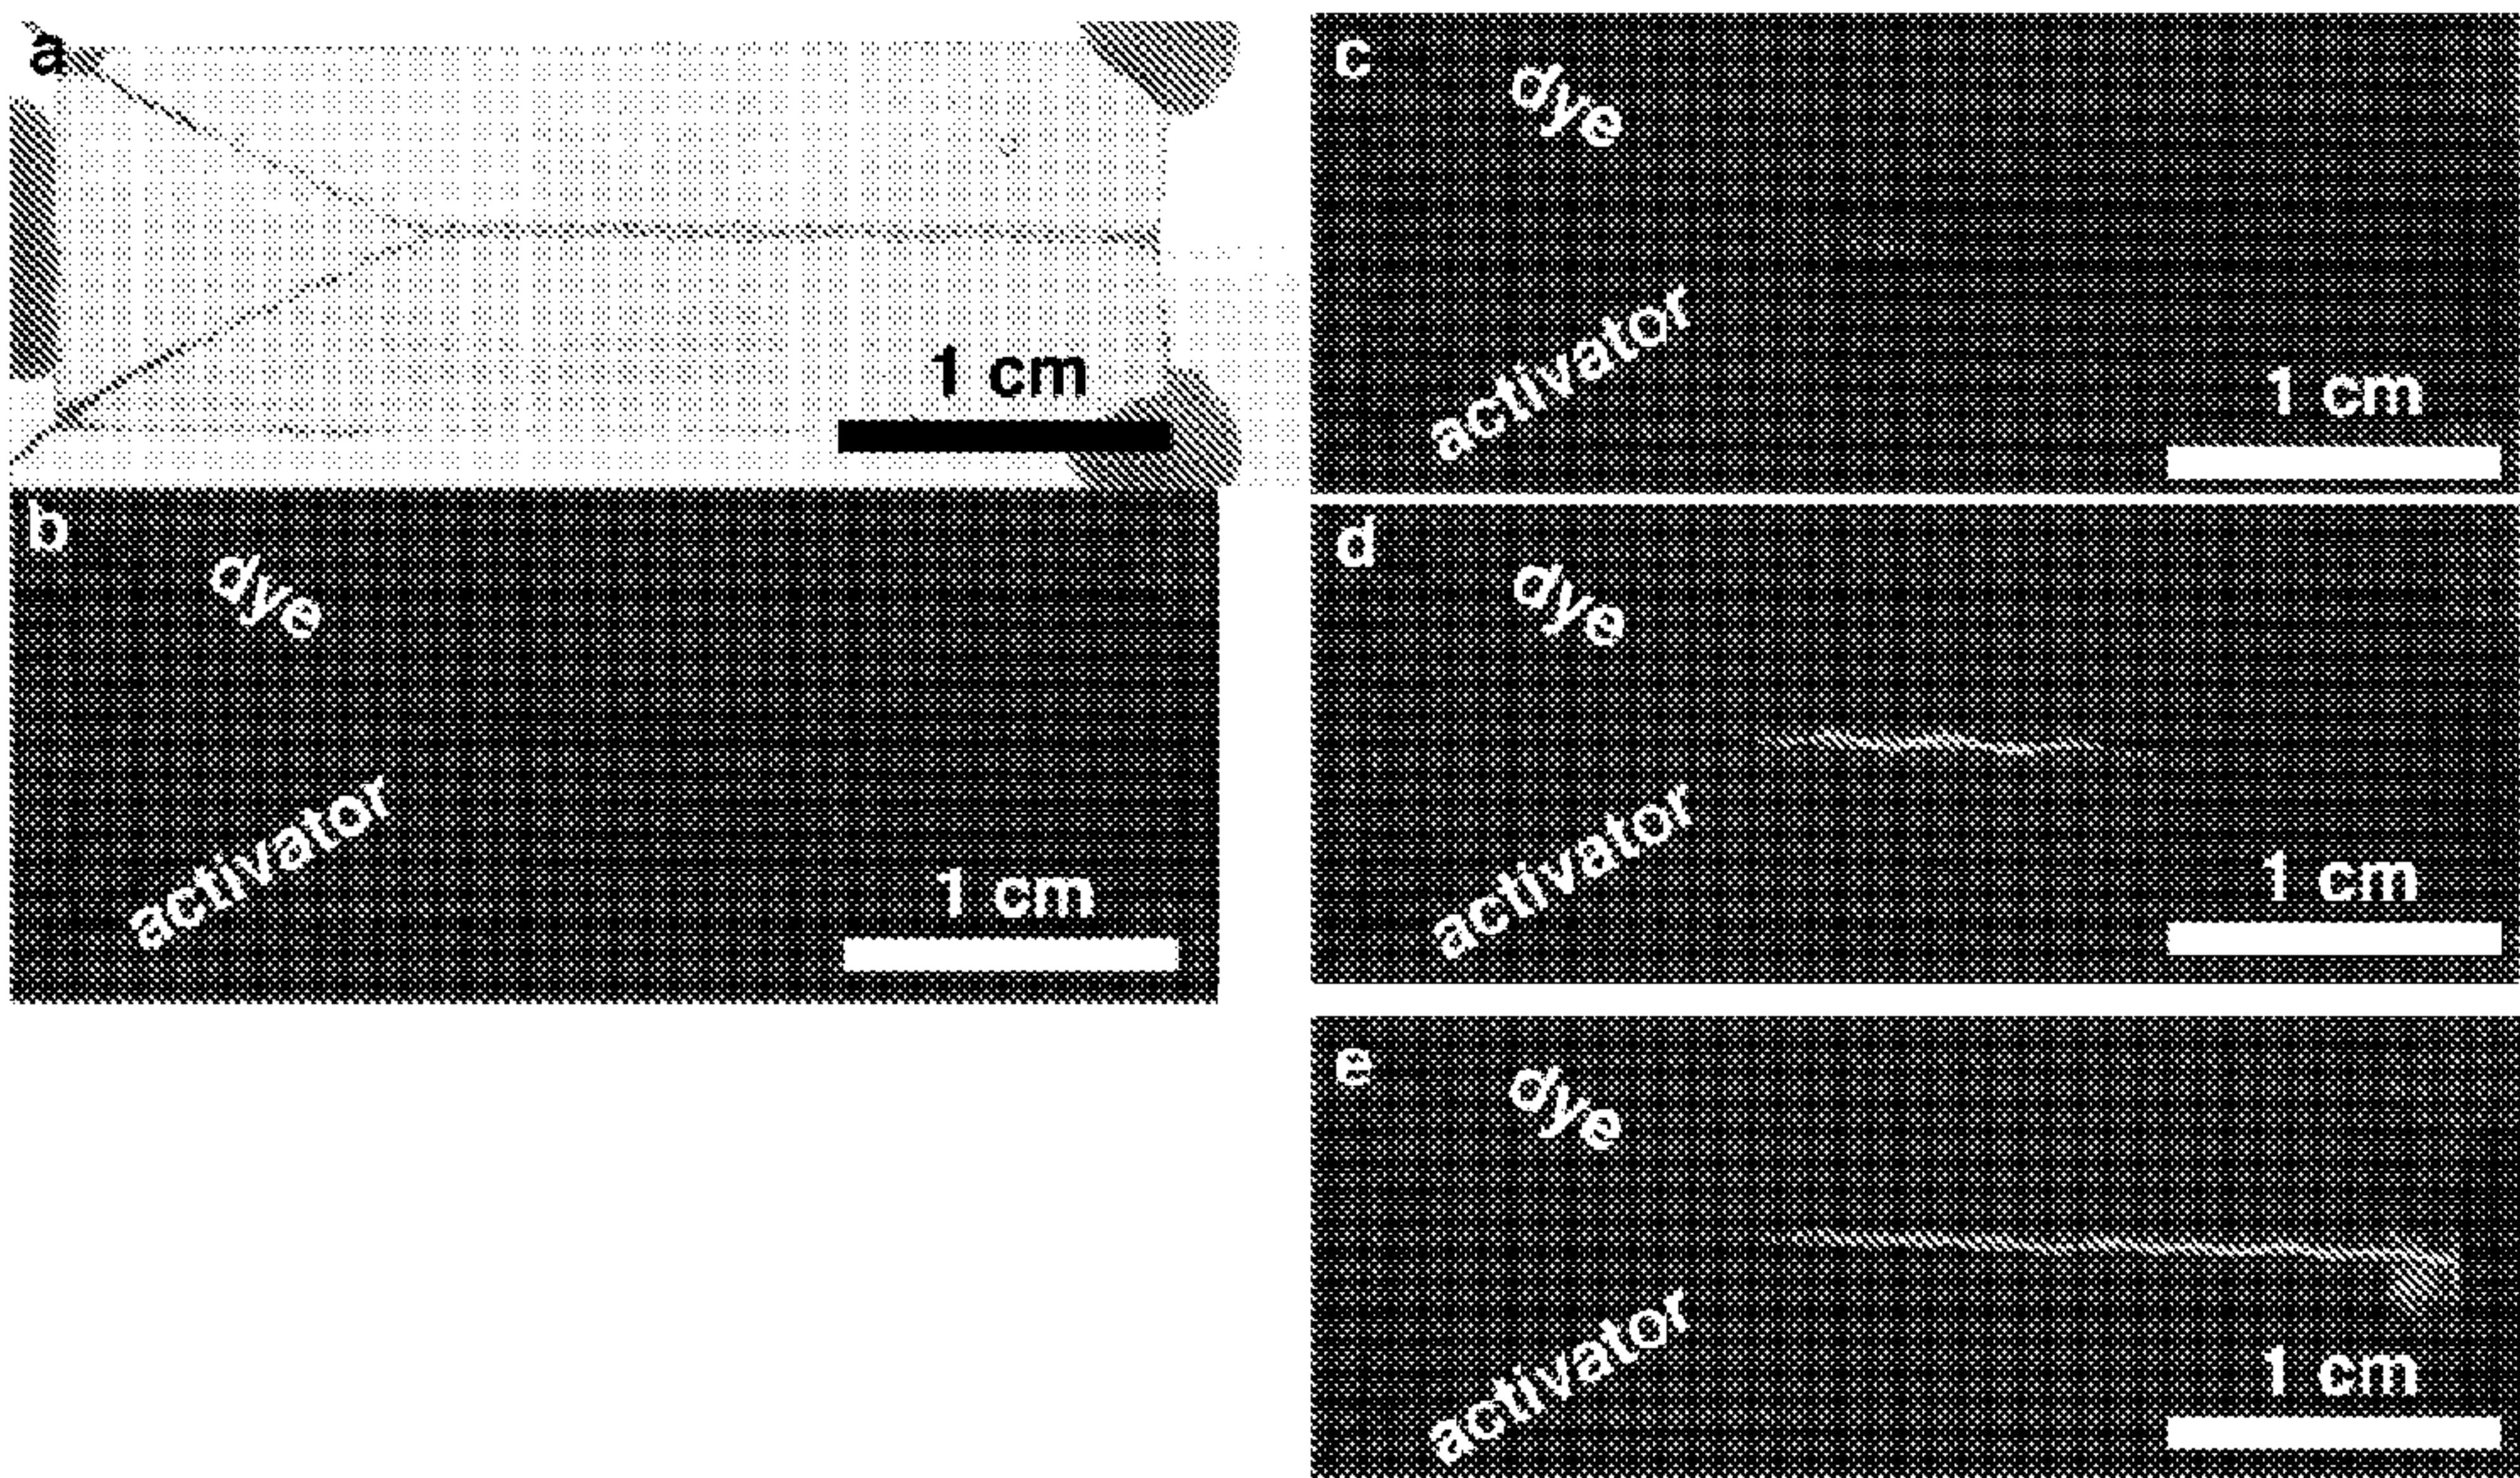 a
1 cm
b
dye
activator
1 cm
c
dye
activator
1 cm
d
dye
activator
1 cm
e
dye
activator
1 cm